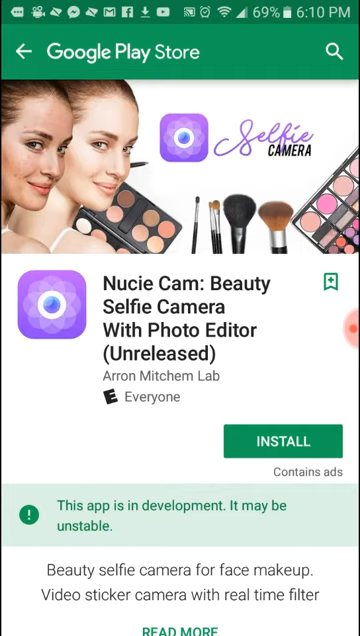 69% 6:10 PM
Google Play Store
Selfie
CAMERA
Nucie Cam: Beauty
Selfie Camera
With Photo Editor
(Unreleased)
Arron Mitchem Lab
E Everyone
INSTALL
Contains ads
This app is in development. It may be
unstable.
Beauty selfie camera for face makeup.
Video sticker camera with real time filter
READ MORE